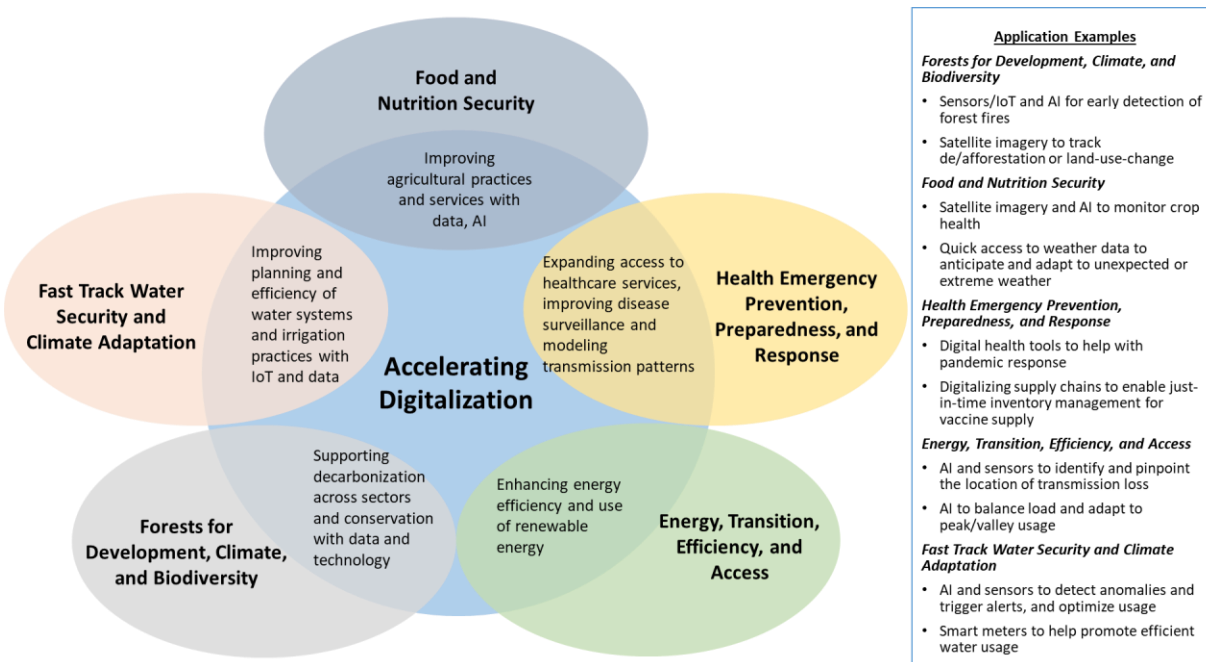 Food and
Nutrition Security
Improving
agricultural practices
and services with
data, AI
Fast Track Water
Security and
Climate Adaptation
Improving
planning and
efficiency of
water systems
and irrigation
practices with
IoT and data
Expanding access to
healthcare services,
improving disease
surveillance and
modeling
transmission patterns
Health Emergency
Prevention,
Preparedness, and
Response
Accelerating
Digitalization
Forests for
Development, Climate,
and Biodiversity
Supporting
decarbonization
across sectors
and conservation
with data and
technology
Enhancing energy
efficiency and use
of renewable
energy
Energy, Transition,
Efficiency, and
Access
Application Examples
Forests for Development, Climate, and
Biodiversity
• Sensors/IoT and AI for early detection of
forest fires
• Satellite imagery to track
de/afforestation or land-use-change
Food and Nutrition Security
• Satellite imagery and AI to monitor crop
health
• Quick access to weather data to
anticipate and adapt to unexpected or
extreme weather
Health Emergency Prevention,
Preparedness, and Response
• Digital health tools to help with
pandemic response
• Digitalizing supply chains to enable just-
in-time inventory management for
vaccine supply
Energy, Transition, Efficiency, and Access
• AI and sensors to identify and pinpoint
the location of transmission loss
• AI to balance load and adapt to
peak/valley usage
Fast Track Water Security and Climate
Adaptation
• AI and sensors to detect anomalies and
trigger alerts, and optimize usage
• Smart meters to help promote efficient
water usage